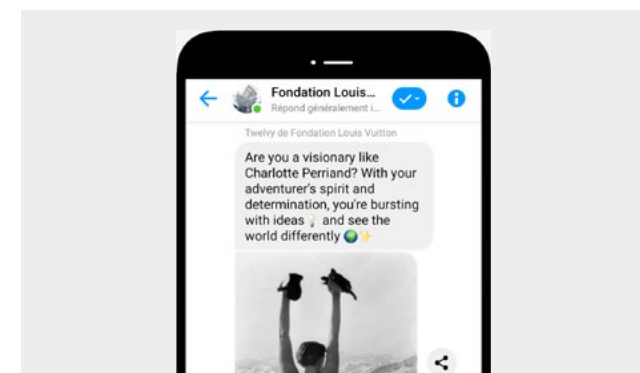 Fondation Louis...
Répond généralement i...
Twelvy de Fondation Louis Vuitton
Are you a visionary like
Charlotte Perriand? With your
adventurer's spirit and
determination, you're bursting
with ideas💡 and see the
world differently 🌍✨